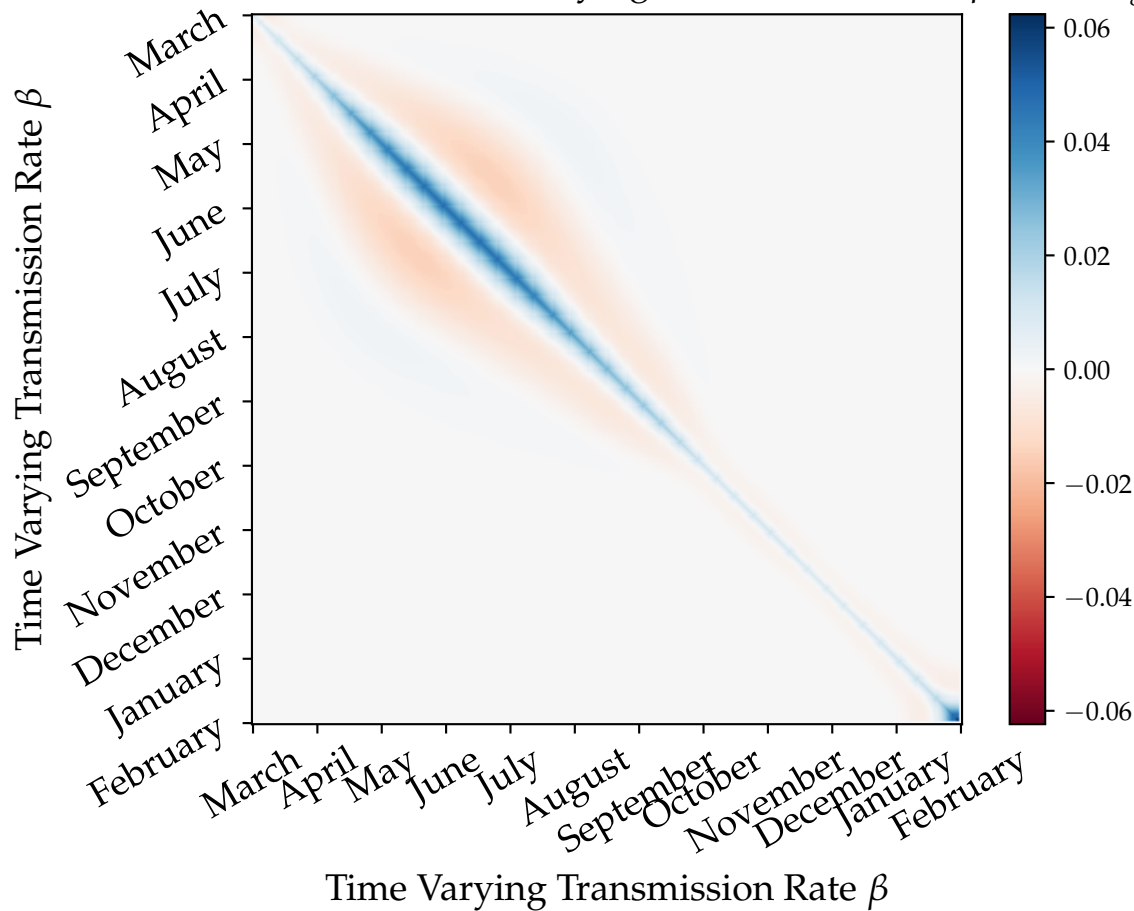 Time Varying Transmission Rate β
March
April
May
June
July
August
September
October
November
December
January
February
March
April
May
June
July
August
September
October
November
December
January
February
Time Varying Transmission Rate β
0.06
0.04
0.02
0.00
−0.02
−0.04
−0.06